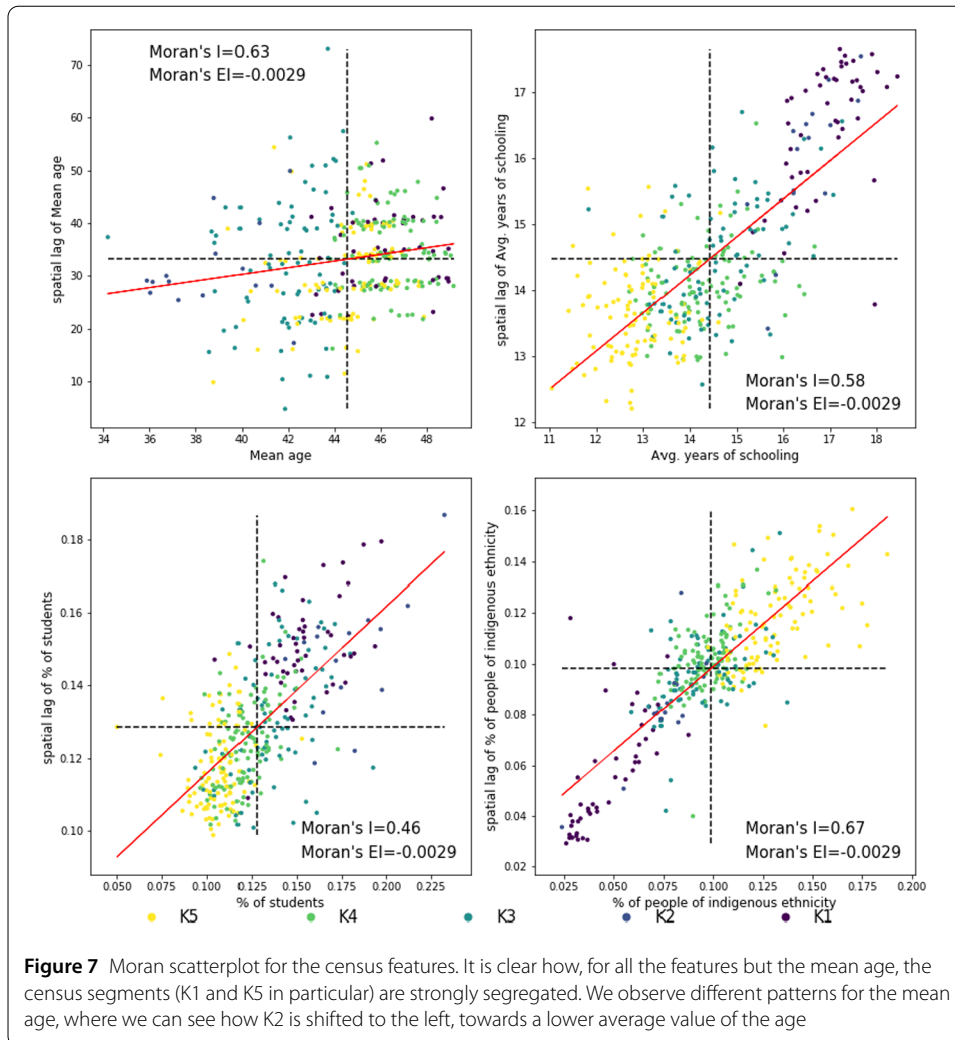 Moran's I=0.63
Moran's EI=-0.0029
70
60
50
40
30
20
10
spatial lag of Mean age
34 36 38 40 42 44 46 48
Mean age
17
16
15
14
13
12
spatial lag of Avg. years of schooling
Moran's I=0.58
Moran's EI=-0.0029
11 12 13 14 15 16 17 18
Avg. years of schooling
0.18
0.16
0.14
0.12
0.10
spatial lag of % of students
Moran's I=0.46
Moran's EI=-0.0029
0.050 0.075 0.100 0.125 0.150 0.175 0.200 0.225
% of students
0.16
0.14
0.12
0.10
0.08
0.06
0.04
0.02
spatial lag of % of people of indigenous ethnicity
Moran's I=0.67
Moran's EI=-0.0029
0.025 0.050 0.075 0.100 0.125 0.150 0.175 0.200
% of people of indigenous ethnicity
K5 K4 K3 K2 K1
Figure 7 Moran scatterplot for the census features. It is clear how, for all the features but the mean age, the
census segments (K1 and K5 in particular) are strongly segregated. We observe different patterns for the mean
age, where we can see how K2 is shifted to the left, towards a lower average value of the age